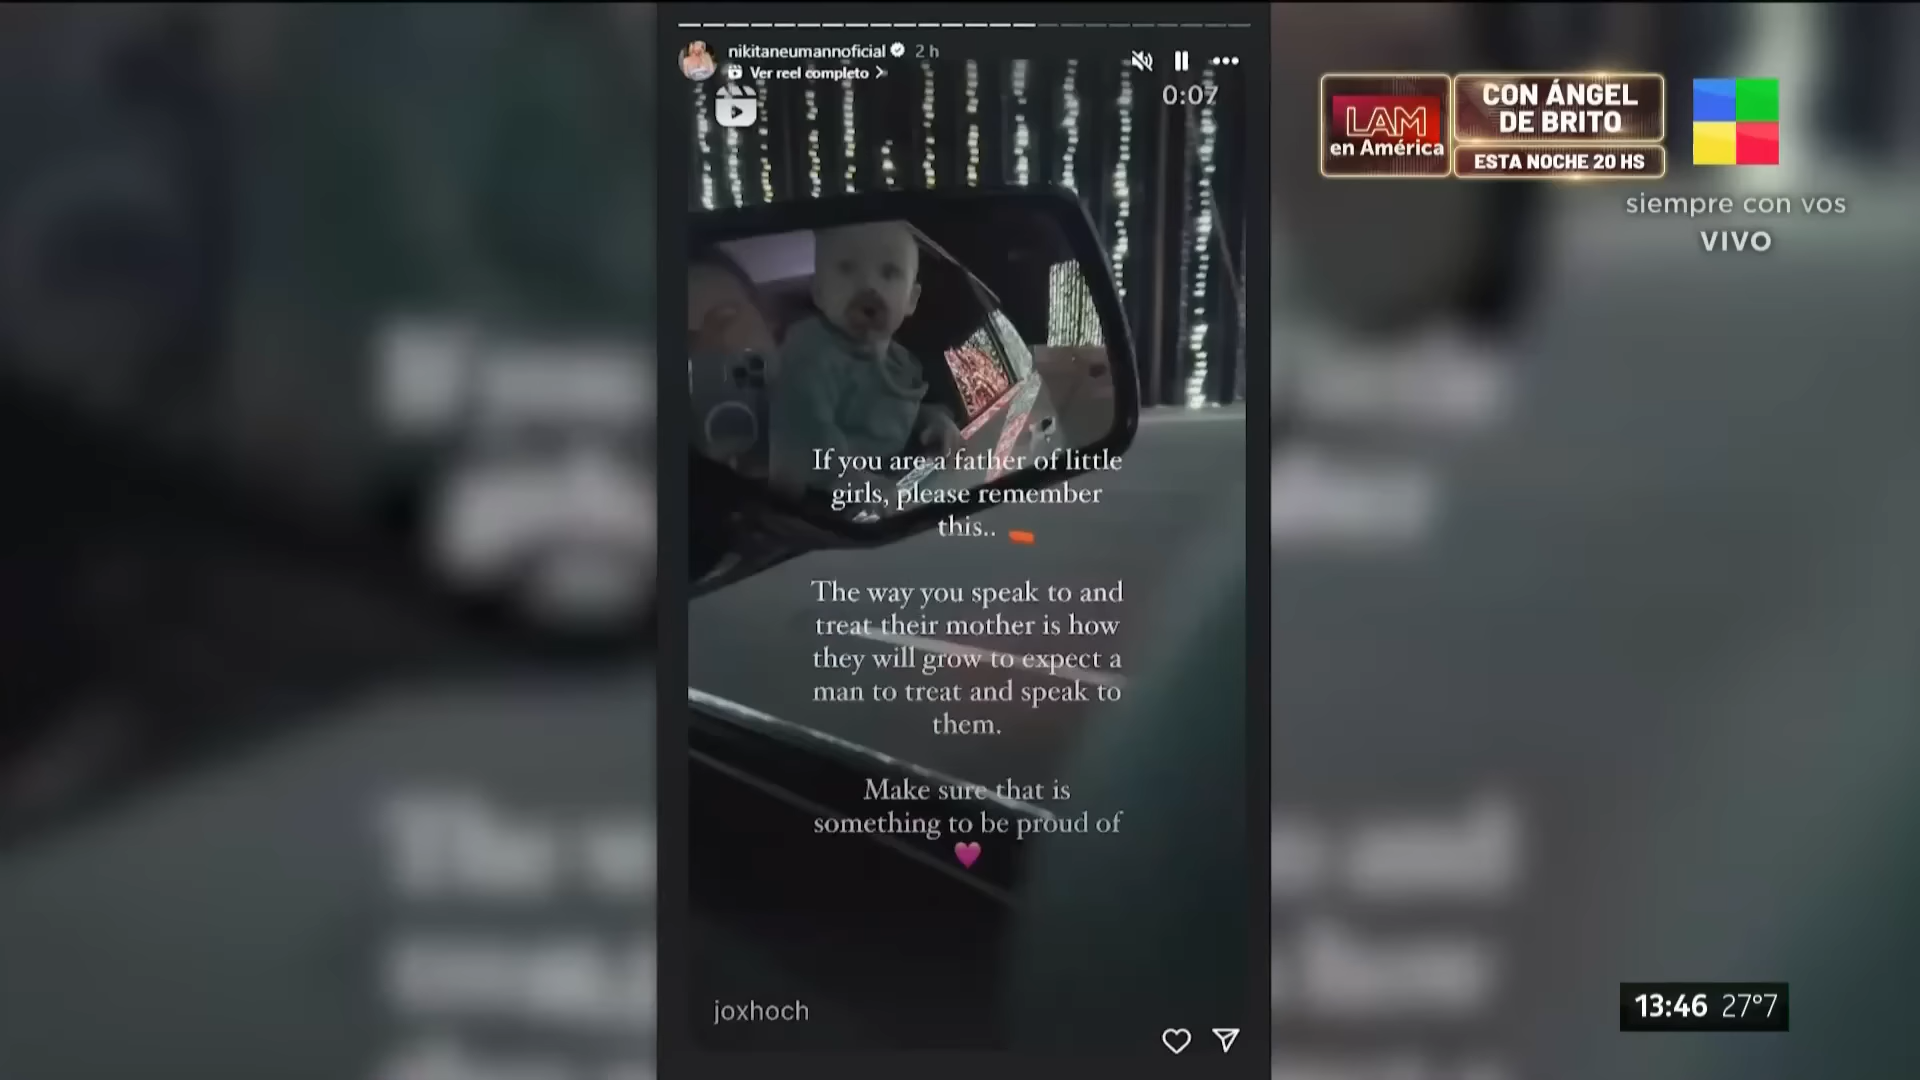 nikitaneumannoficial 2 h
Ver reel completo
0:07
LAM
en América
CON ÁNGEL
DE BRITO
ESTA NOCHE 20 HS
siempre con vos
VIVO
If you are a father of little
girls, please remember
this..
The way you speak to and
treat their mother is how
they will grow to expect a
man to treat and speak to
them.
Make sure that is
something to be proud of
💗
joxhoch
13:46 27°7